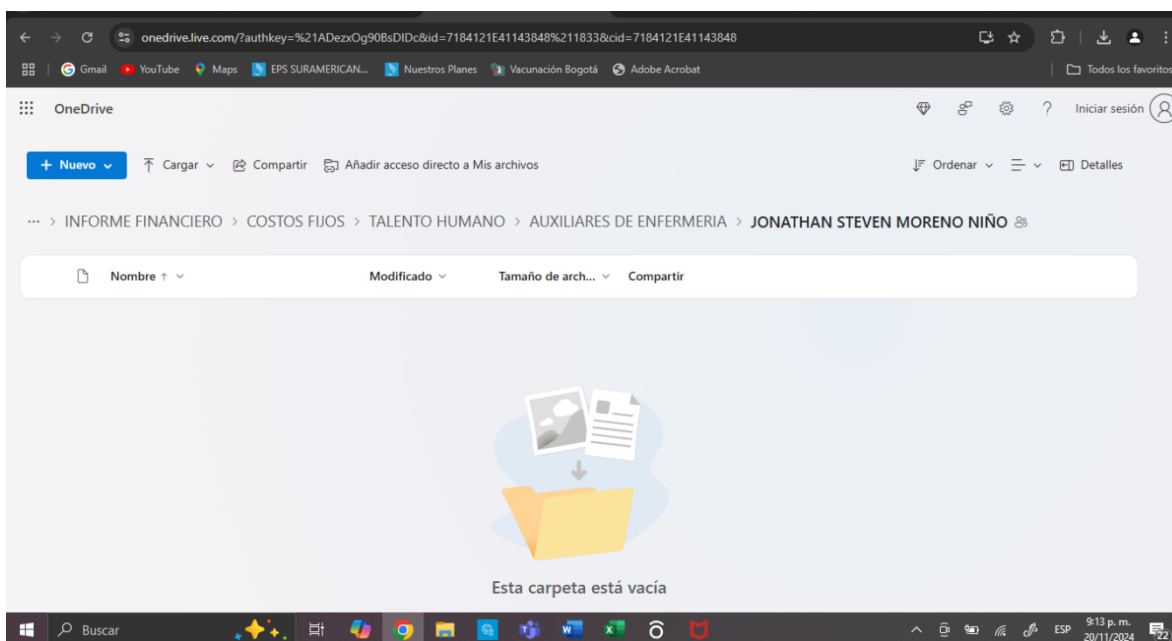 onedrive.live.com/?authkey=%21ADezxOg90BsDIDc&id=7184121E41143848%211833&cid=7184121E41143848
Gmail YouTube Maps EPS SURAMERICAN... Nuestros Planes Vacunación Bogotá Adobe Acrobat Todos los favoritos
OneDrive Iniciar sesión
+ Nuevo Cargar Compartir Añadir acceso directo a Mis archivos Ordenar Detalles
... > INFORME FINANCIERO > COSTOS FIJOS > TALENTO HUMANO > AUXILIARES DE ENFERMERIA > JONATHAN STEVEN MORENO NIÑO
Nombre ↑ Modificado Tamaño de arch... Compartir
Esta carpeta está vacía
Buscar ESP 9:13 p. m.
20/11/2024 22